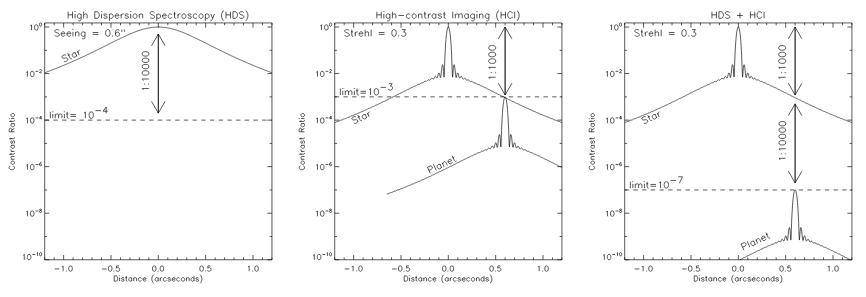 High Dispersion Spectroscopy (HDS)
Seeing = 0.6"
Star
1:10000
limit= 10^-4
Contrast Ratio
10^0
10^-2
10^-4
10^-6
10^-8
10^-10
-1.0 -0.5 0.0 0.5 1.0
Distance (arcseconds)
High-contrast Imaging (HCI)
Strehl = 0.3
1:1000
limit=10^-3
Star
Planet
Contrast Ratio
10^0
10^-2
10^-4
10^-6
10^-8
10^-10
-1.0 -0.5 0.0 0.5 1.0
Distance (arcseconds)
HDS + HCI
Strehl = 0.3
1:1000
Star
1:10000
limit=10^-7
Planet
Contrast Ratio
10^0
10^-2
10^-4
10^-6
10^-8
10^-10
-1.0 -0.5 0.0 0.5 1.0
Distance (arcseconds)